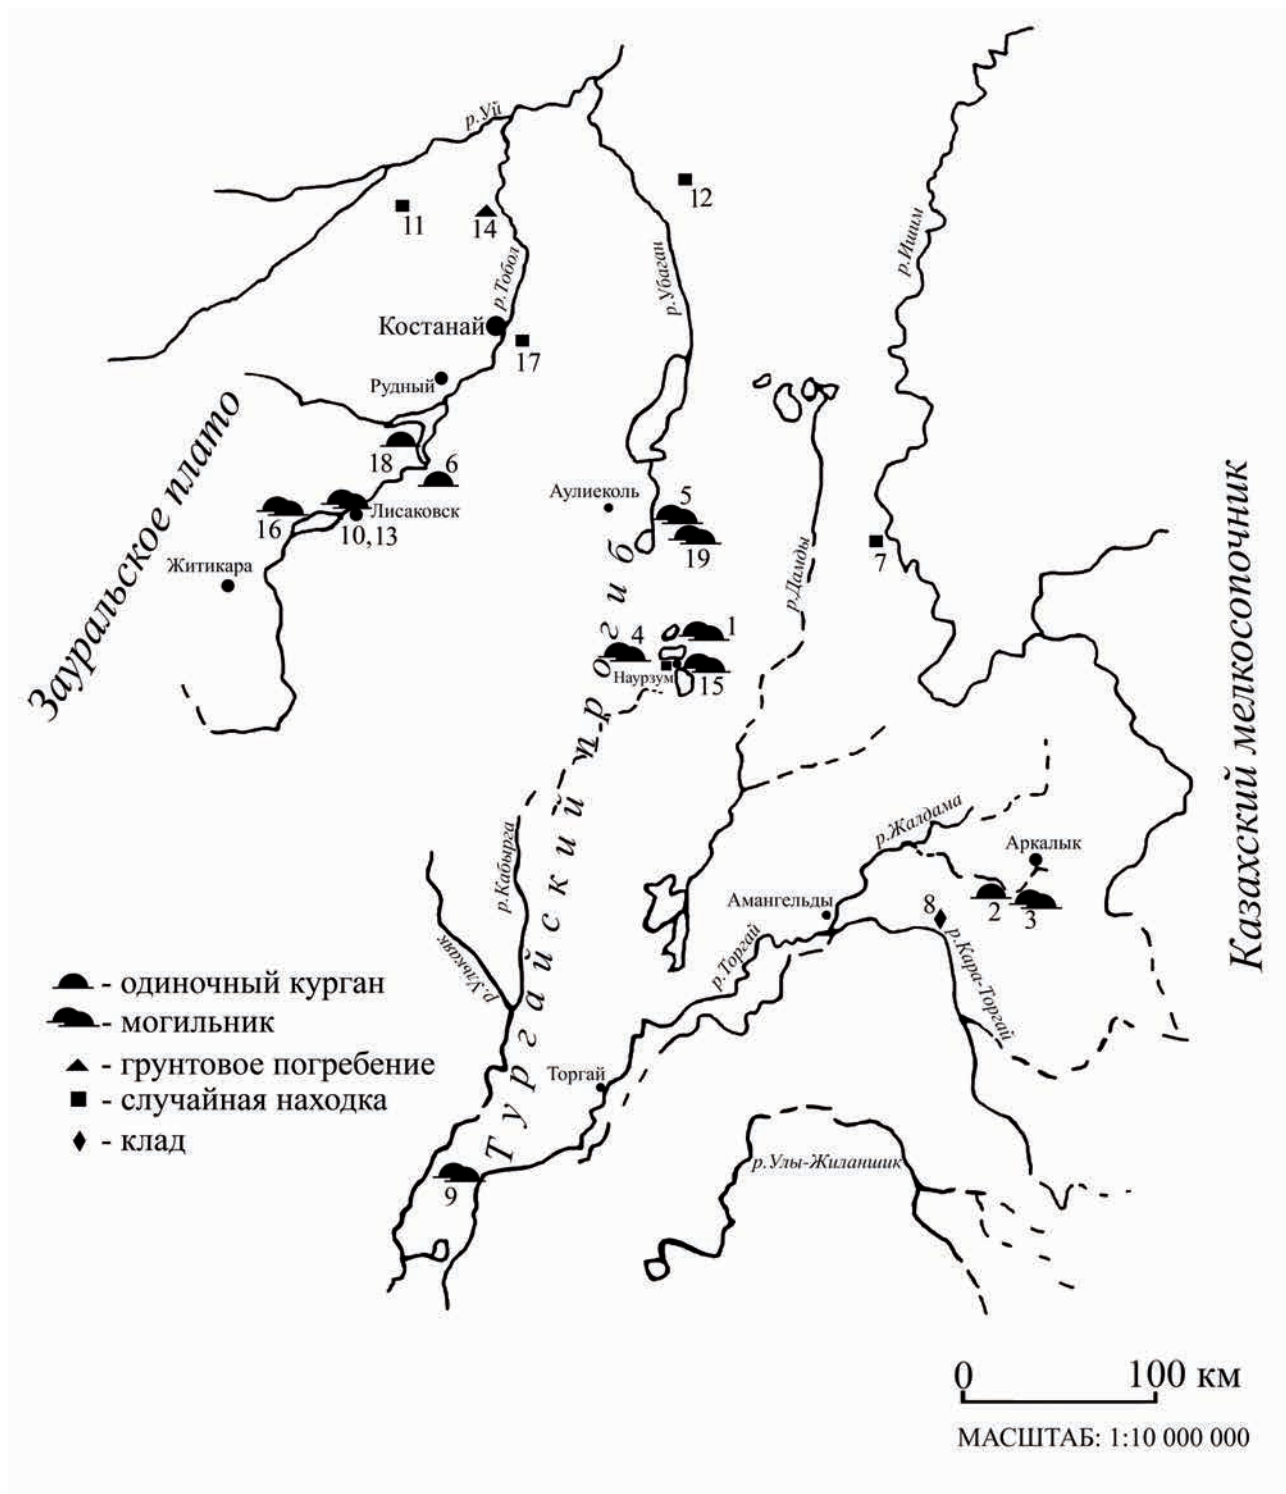 р.Уй
12
11
14
р.Ишим
р.Тобол
р.Убаган
Костанай
17
Рудный
Зауральское плато
18
6
Аулиеколь
5
Лисаковск
16
10,13
19
7
Казахский мелкосопочник
Житикара
р.Дамды
1
4
Наурзум
15
Тургайский прогиб
р.Жалдама
р.Кабырга
Аркалык
Амангельды
8
2
3
р.Улькаяк
р.Торгай
р.Кара-Торгай
- одиночный курган
- могильник
- грунтовое погребение
- случайная находка
- клад
Торгай
9
р.Улы-Жиланшик
0 100 км
МАСШТАБ: 1:10 000 000